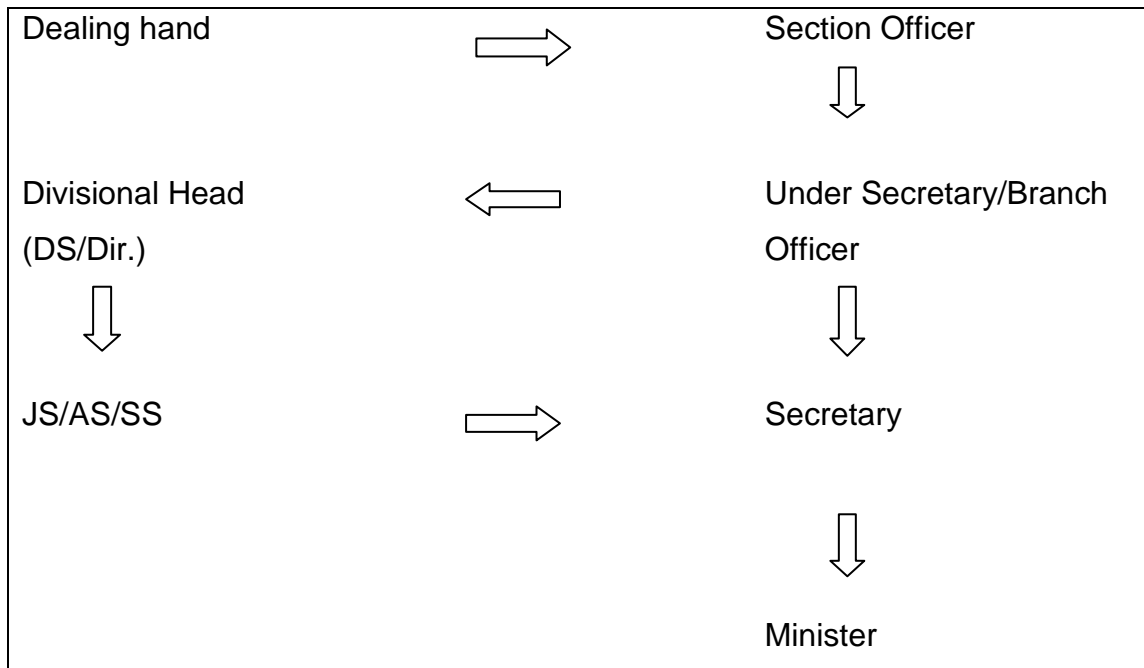 Dealing hand
Section Officer
Divisional Head
(DS/Dir.)
Under Secretary/Branch
Officer
JS/AS/SS
Secretary
Minister